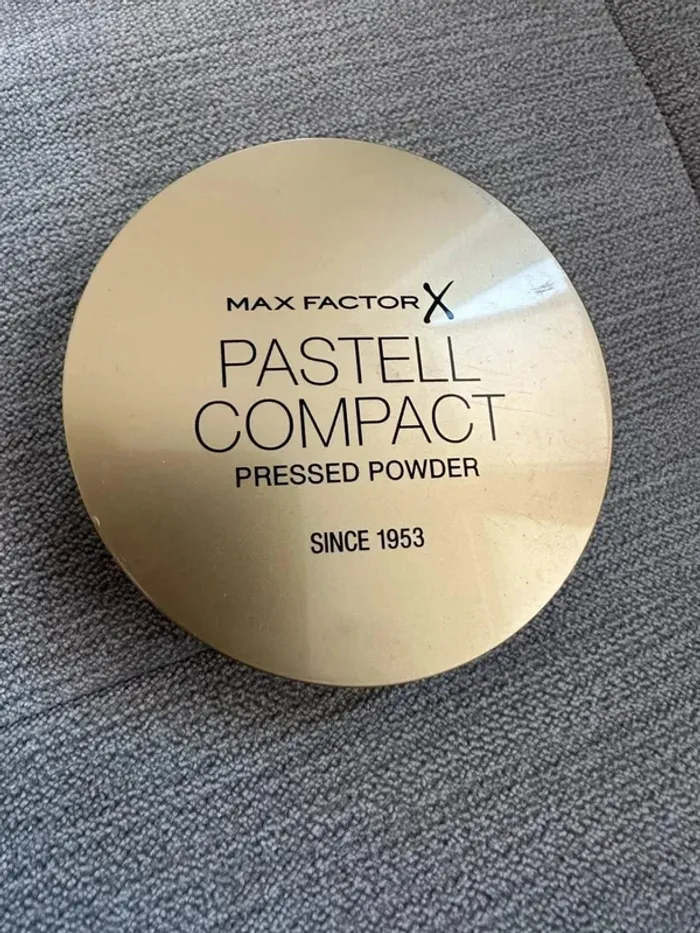 MAX FACTOR X
PASTELL
COMPACT
PRESSED POWDER
SINCE 1953